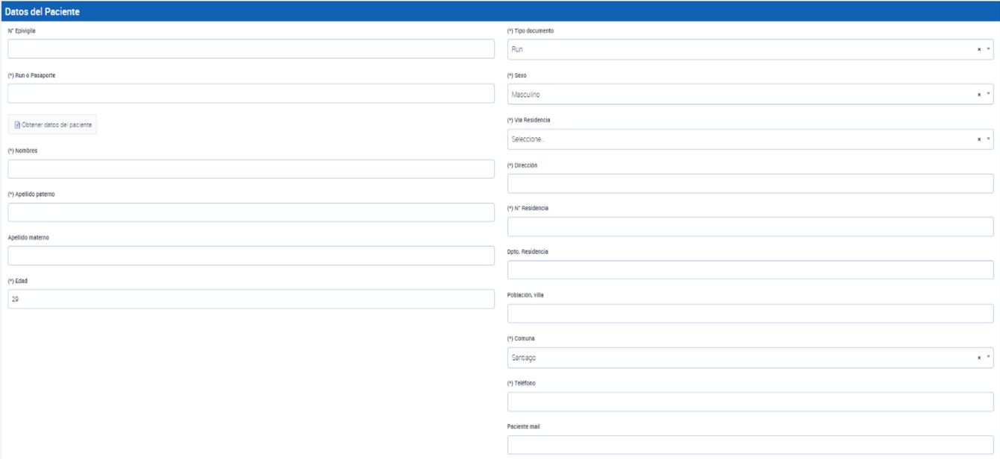 Datos del Paciente
N° Epivigila
(*) Run o Pasaporte
Obtener datos del paciente
(*) Nombres
(*) Apellido paterno
Apellido materno
(*) Edad
29
(*) Tipo documento
Run × ▾
(*) Sexo
Masculino × ▾
(*) Via Residencia
Seleccione... × ▾
(*) Dirección
(*) N° Residencia
Dpto. Residencia
Población, villa
(*) Comuna
Santiago × ▾
(*) Teléfono
Paciente mail